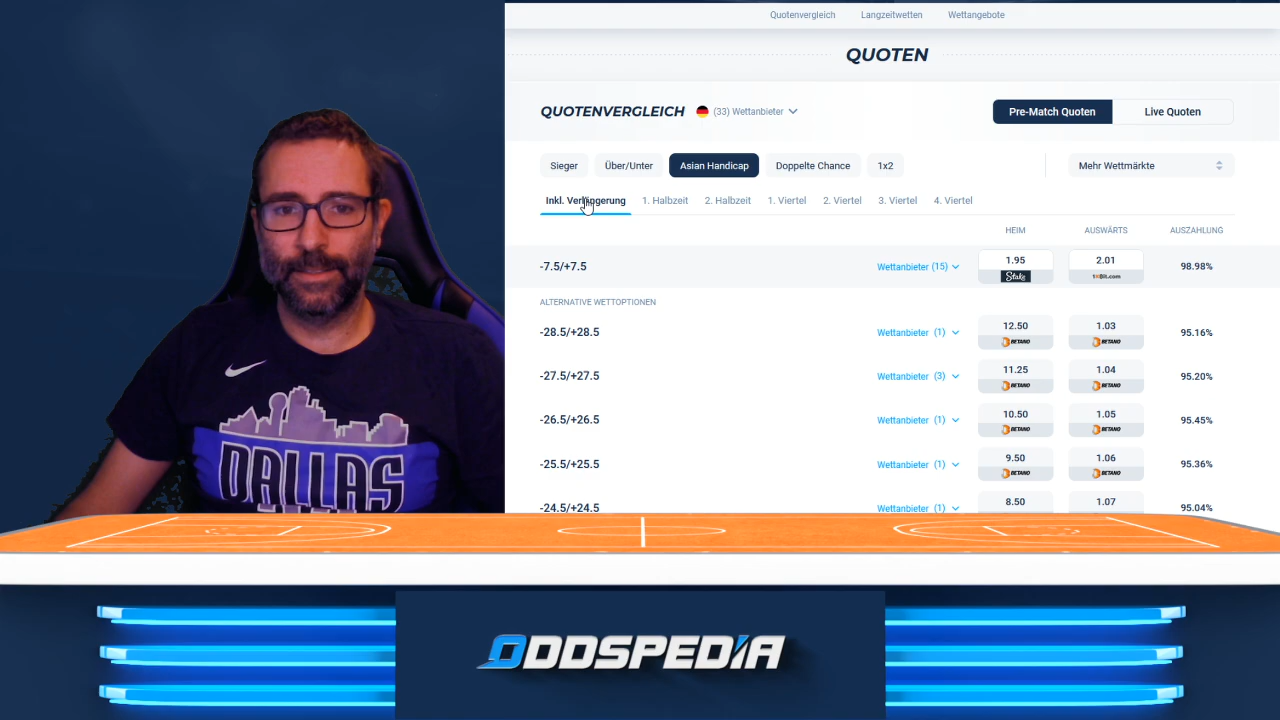 Quotenvergleich Langzeitwetten Wettangebote
QUOTEN
QUOTENVERGLEICH (33) Wettanbieter Pre-Match Quoten Live Quoten
Sieger Über/Unter Asian Handicap Doppelte Chance 1x2 Mehr Wettmärkte
Inkl. Verlängerung 1. Halbzeit 2. Halbzeit 1. Viertel 2. Viertel 3. Viertel 4. Viertel
HEIM AUSWÄRTS AUSZAHLUNG
-7.5/+7.5 Wettanbieter (15) 1.95 2.01 98.98%
Stake 1XBit.com
ALTERNATIVE WETTOPTIONEN
-28.5/+28.5 Wettanbieter (1) 12.50 1.03 95.16%
BETANO BETANO
-27.5/+27.5 Wettanbieter (3) 11.25 1.04 95.20%
BETANO BETANO
-26.5/+26.5 Wettanbieter (1) 10.50 1.05 95.45%
BETANO BETANO
-25.5/+25.5 Wettanbieter (1) 9.50 1.06 95.36%
BETANO BETANO
-24.5/+24.5 Wettanbieter (1) 8.50 1.07 95.04%
DALLAS
ODDSPEDIA